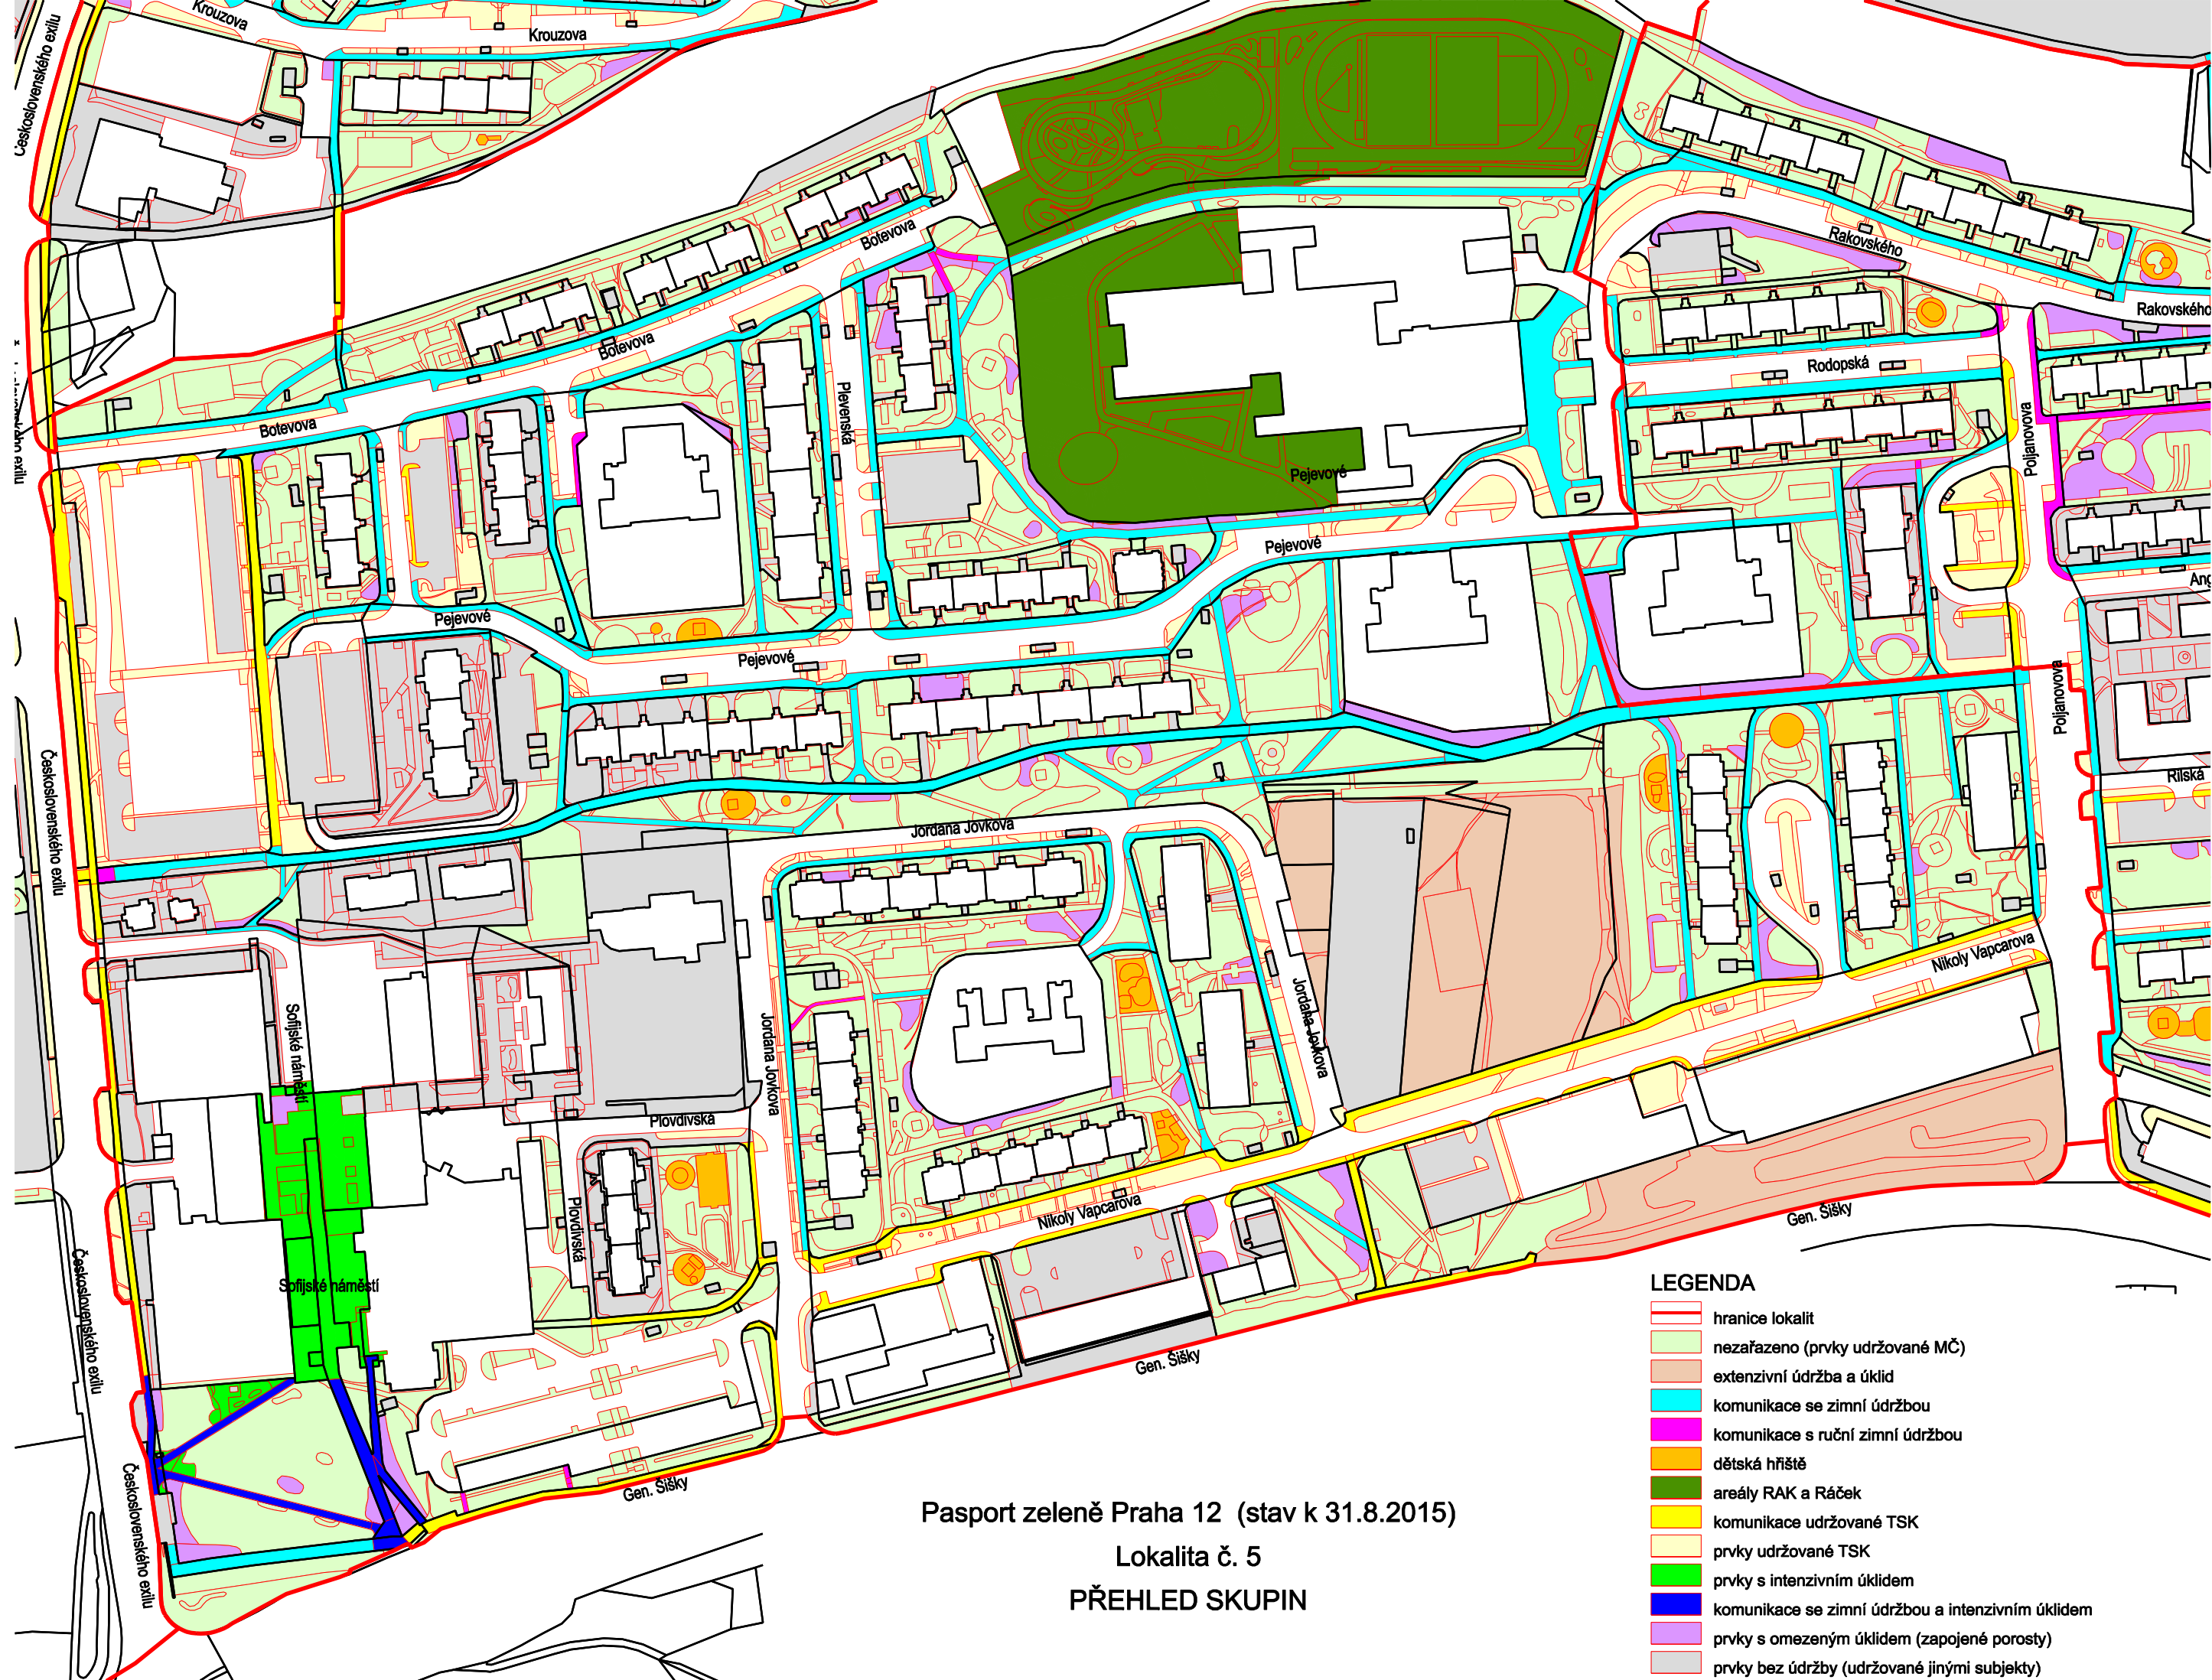 Krouzova
Krouzova
Československého exilu
Botevova
Rakovského
Rakovského
Botevova
Plevenská
Rodopská
Poljanovova
Botevova
Pejevové
Pejevové
Pejevové
Pejevové
Ang
Poljanovova
Rilská
Československého exilu
Jordana Jovkova
Nikoly Vapcarova
Sofijské náměstí
Jordana Jovkova
Jordana Jovkova
Plovdivská
Plovdivská
Nikoly Vapcarova
Gen. Šišky
Sofijské náměstí
Československého exilu
Gen. Šišky
Gen. Šišky
Československého exilu
LEGENDA
hranice lokalit
nezařazeno (prvky udržované MČ)
extenzivní údržba a úklid
komunikace se zimní údržbou
komunikace s ruční zimní údržbou
dětská hřiště
areály RAK a Ráček
komunikace udržované TSK
prvky udržované TSK
prvky s intenzivním úklidem
komunikace se zimní údržbou a intenzivním úklidem
prvky s omezeným úklidem (zapojené porosty)
prvky bez údržby (udržované jinými subjekty)
Pasport zeleně Praha 12 (stav k 31.8.2015)
Lokalita č. 5
PŘEHLED SKUPIN